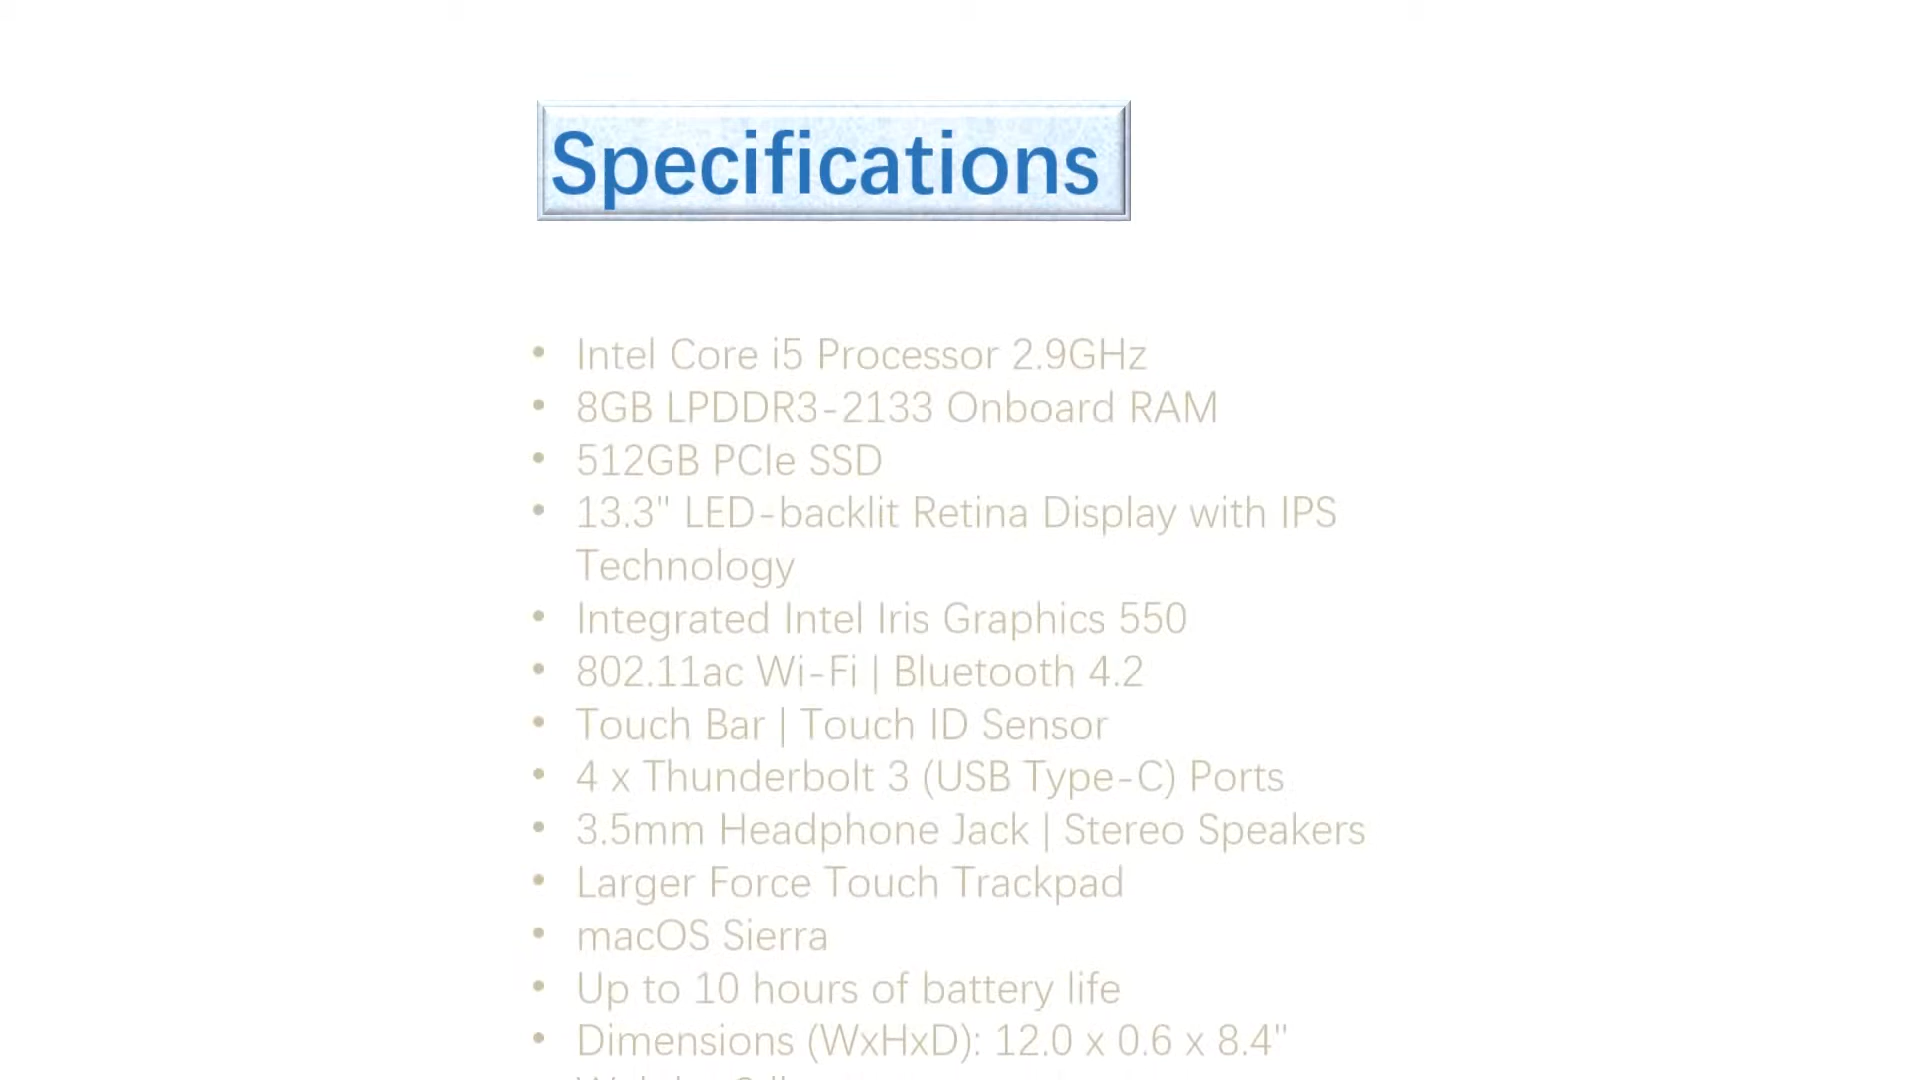 Specifications
• Intel Core i5 Processor 2.9GHz
• 8GB LPDDR3-2133 Onboard RAM
• 512GB PCIe SSD
• 13.3" LED-backlit Retina Display with IPS
Technology
• Integrated Intel Iris Graphics 550
• 802.11ac Wi-Fi | Bluetooth 4.2
• Touch Bar | Touch ID Sensor
• 4 x Thunderbolt 3 (USB Type-C) Ports
• 3.5mm Headphone Jack | Stereo Speakers
• Larger Force Touch Trackpad
• macOS Sierra
• Up to 10 hours of battery life
• Dimensions (WxHxD): 12.0 x 0.6 x 8.4"